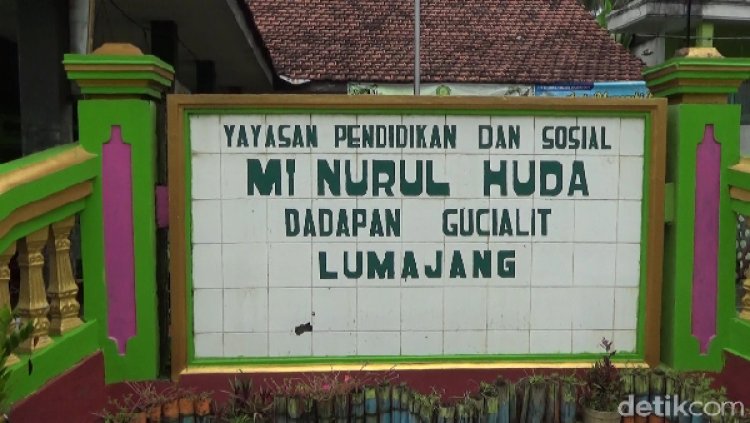 YAYASAN PENDIDIKAN DAN SOSIAL
MI NURUL HUDA
DADAPAN GUCIALIT
LUMAJANG
detikcom